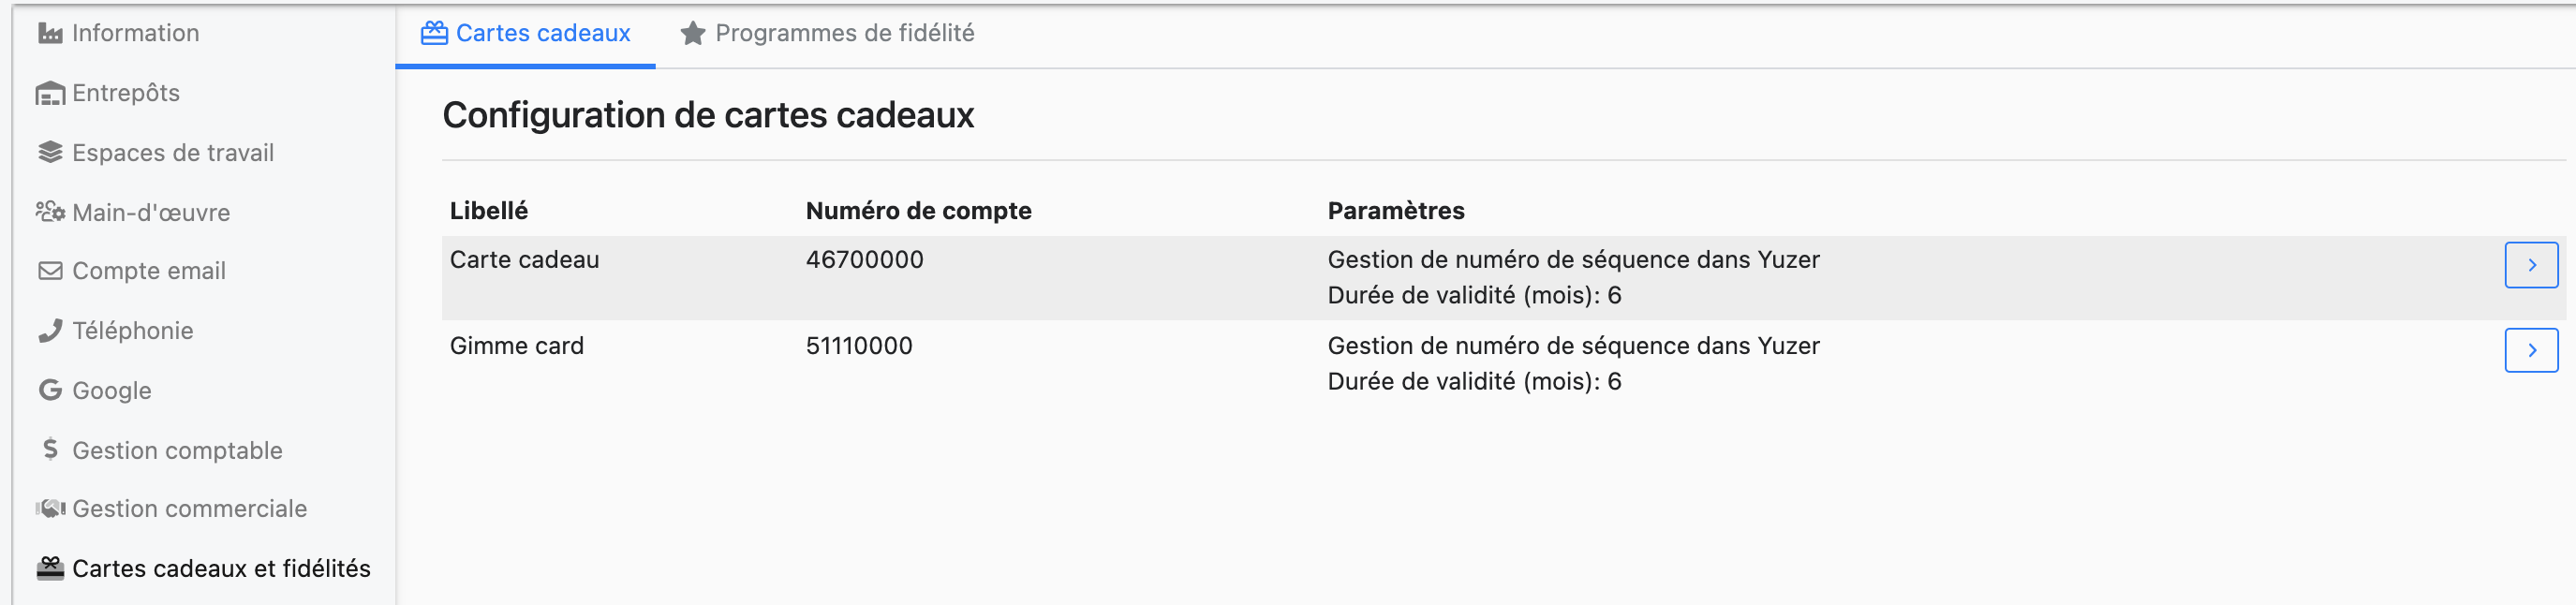 Information
Entrepôts
Espaces de travail
Main-d'œuvre
Compte email
Téléphonie
Google
Gestion comptable
Gestion commerciale
Cartes cadeaux et fidélités
Cartes cadeaux Programmes de fidélité
Configuration de cartes cadeaux
Libellé Numéro de compte Paramètres
Carte cadeau 46700000 Gestion de numéro de séquence dans Yuzer
Durée de validité (mois): 6
Gimme card 51110000 Gestion de numéro de séquence dans Yuzer
Durée de validité (mois): 6